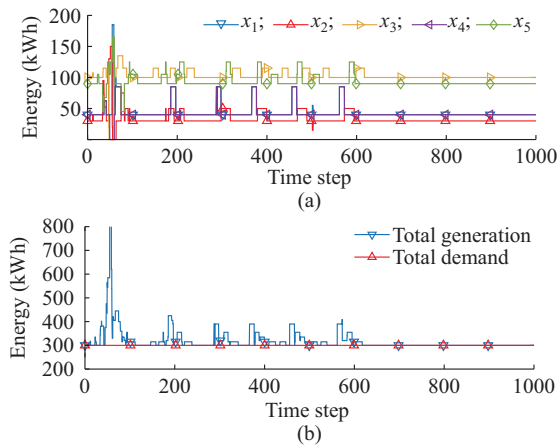 x1; x2; x3; x4; x5
200
150
100
50
Energy (kWh)
0 200 400 600 800 1000
Time step
(a)
800
700
600
500
400
300
200
Energy (kWh)
Total generation
Total demand
0 200 400 600 800 1000
Time step
(b)